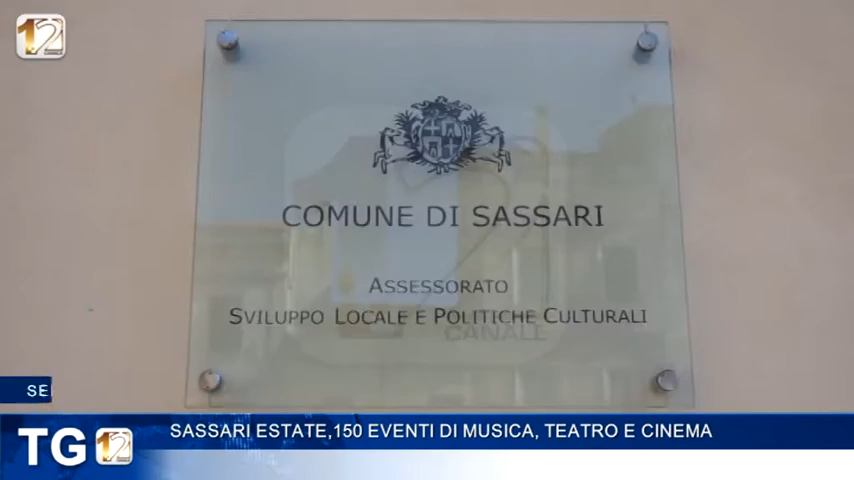 12
COMUNE DI SASSARI
ASSESSORATO
SVILUPPO LOCALE E POLITICHE CULTURALI
CANALE
SE
SASSARI ESTATE,150 EVENTI DI MUSICA, TEATRO E CINEMA
TG 12